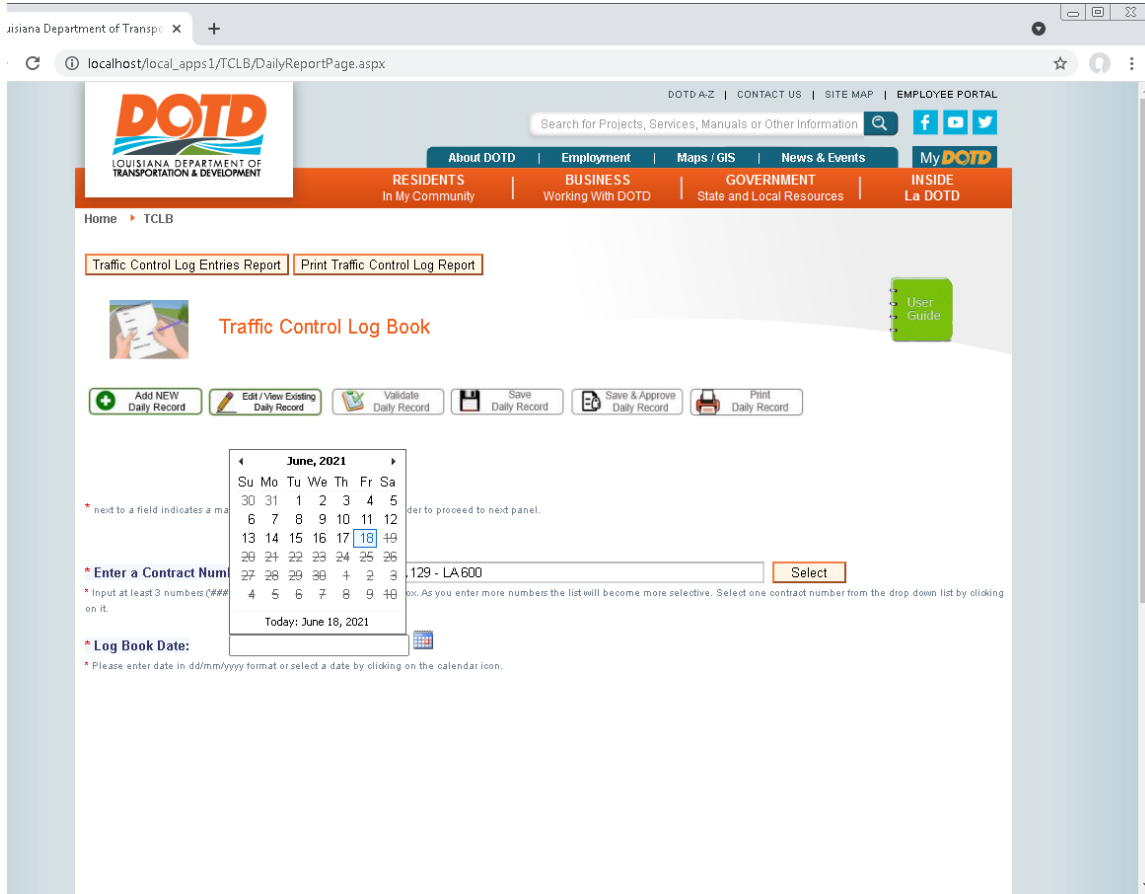 uisiana Department of Transpo
localhost/local_apps1/TCLB/DailyReportPage.aspx
DOTD A-Z | CONTACT US | SITE MAP | EMPLOYEE PORTAL
DOTD
LOUISIANA DEPARTMENT OF
TRANSPORTATION & DEVELOPMENT
Search for Projects, Services, Manuals or Other Information
About DOTD | Employment | Maps / GIS | News & Events
My DOTD
RESIDENTS
In My Community
BUSINESS
Working With DOTD
GOVERNMENT
State and Local Resources
INSIDE
La DOTD
Home TCLB
Traffic Control Log Entries Report
Print Traffic Control Log Report
User
Guide
Traffic Control Log Book
Add NEW
Daily Record
Edit / View Existing
Daily Record
Validate
Daily Record
Save
Daily Record
Save & Approve
Daily Record
Print
Daily Record
June, 2021
Su Mo Tu We Th Fr Sa
30 31 1 2 3 4 5
6 7 8 9 10 11 12
13 14 15 16 17 18 19
20 21 22 23 24 25 26
27 28 29 30 1 2 3
4 5 6 7 8 9 10
Today: June 18, 2021
* next to a field indicates a ma der to proceed to next panel.
* Enter a Contract Num 129 - LA 600
Select
* Input at least 3 numbers ('### ox. As you enter more numbers the list will become more selective. Select one contract number from the drop down list by clicking
on it.
* Log Book Date:
* Please enter date in dd/mm/yyyy format or select a date by clicking on the calendar icon.